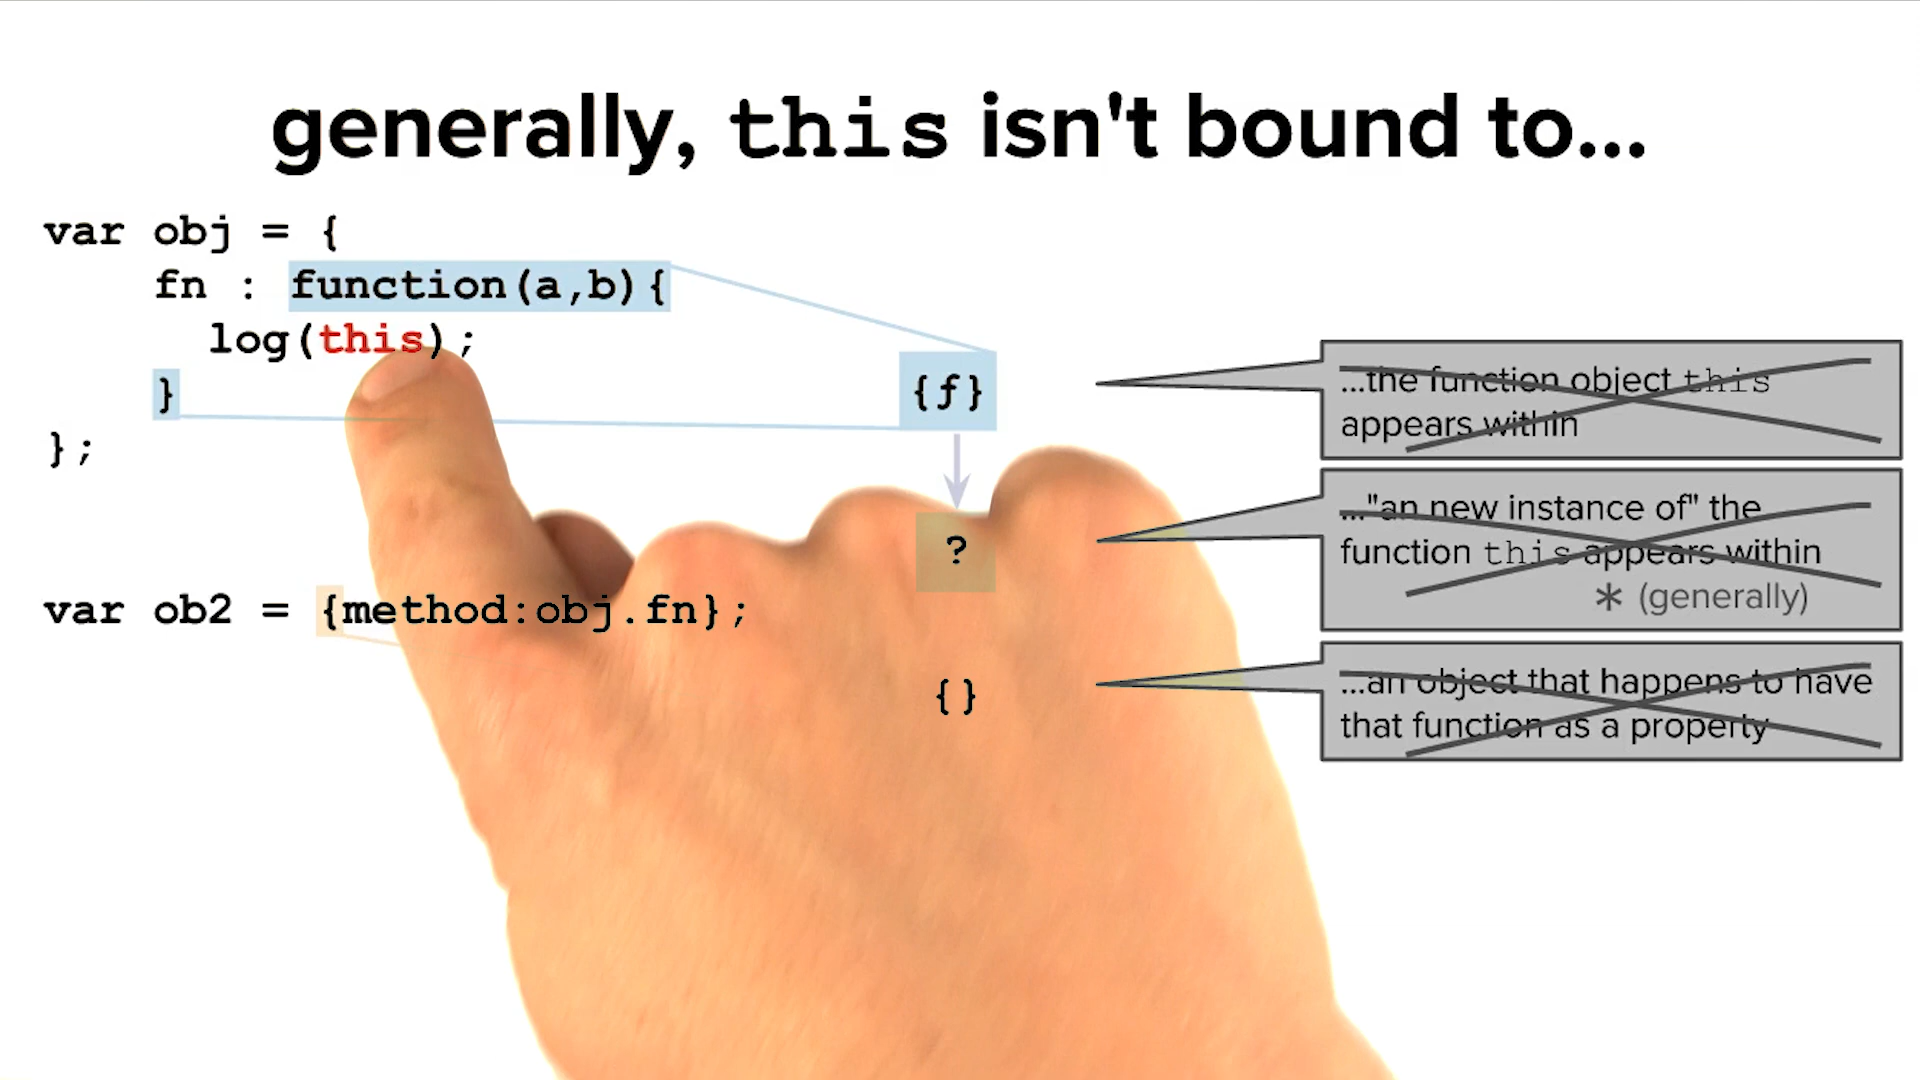 generally, this isn't bound to...
var obj = {
fn : function(a,b){
log(this);
}
};
{f}
?
var ob2 = {method:obj.fn};
{}
...the function object this
appears within
..."an new instance of" the
function this appears within
* (generally)
...an object that happens to have
that function as a property